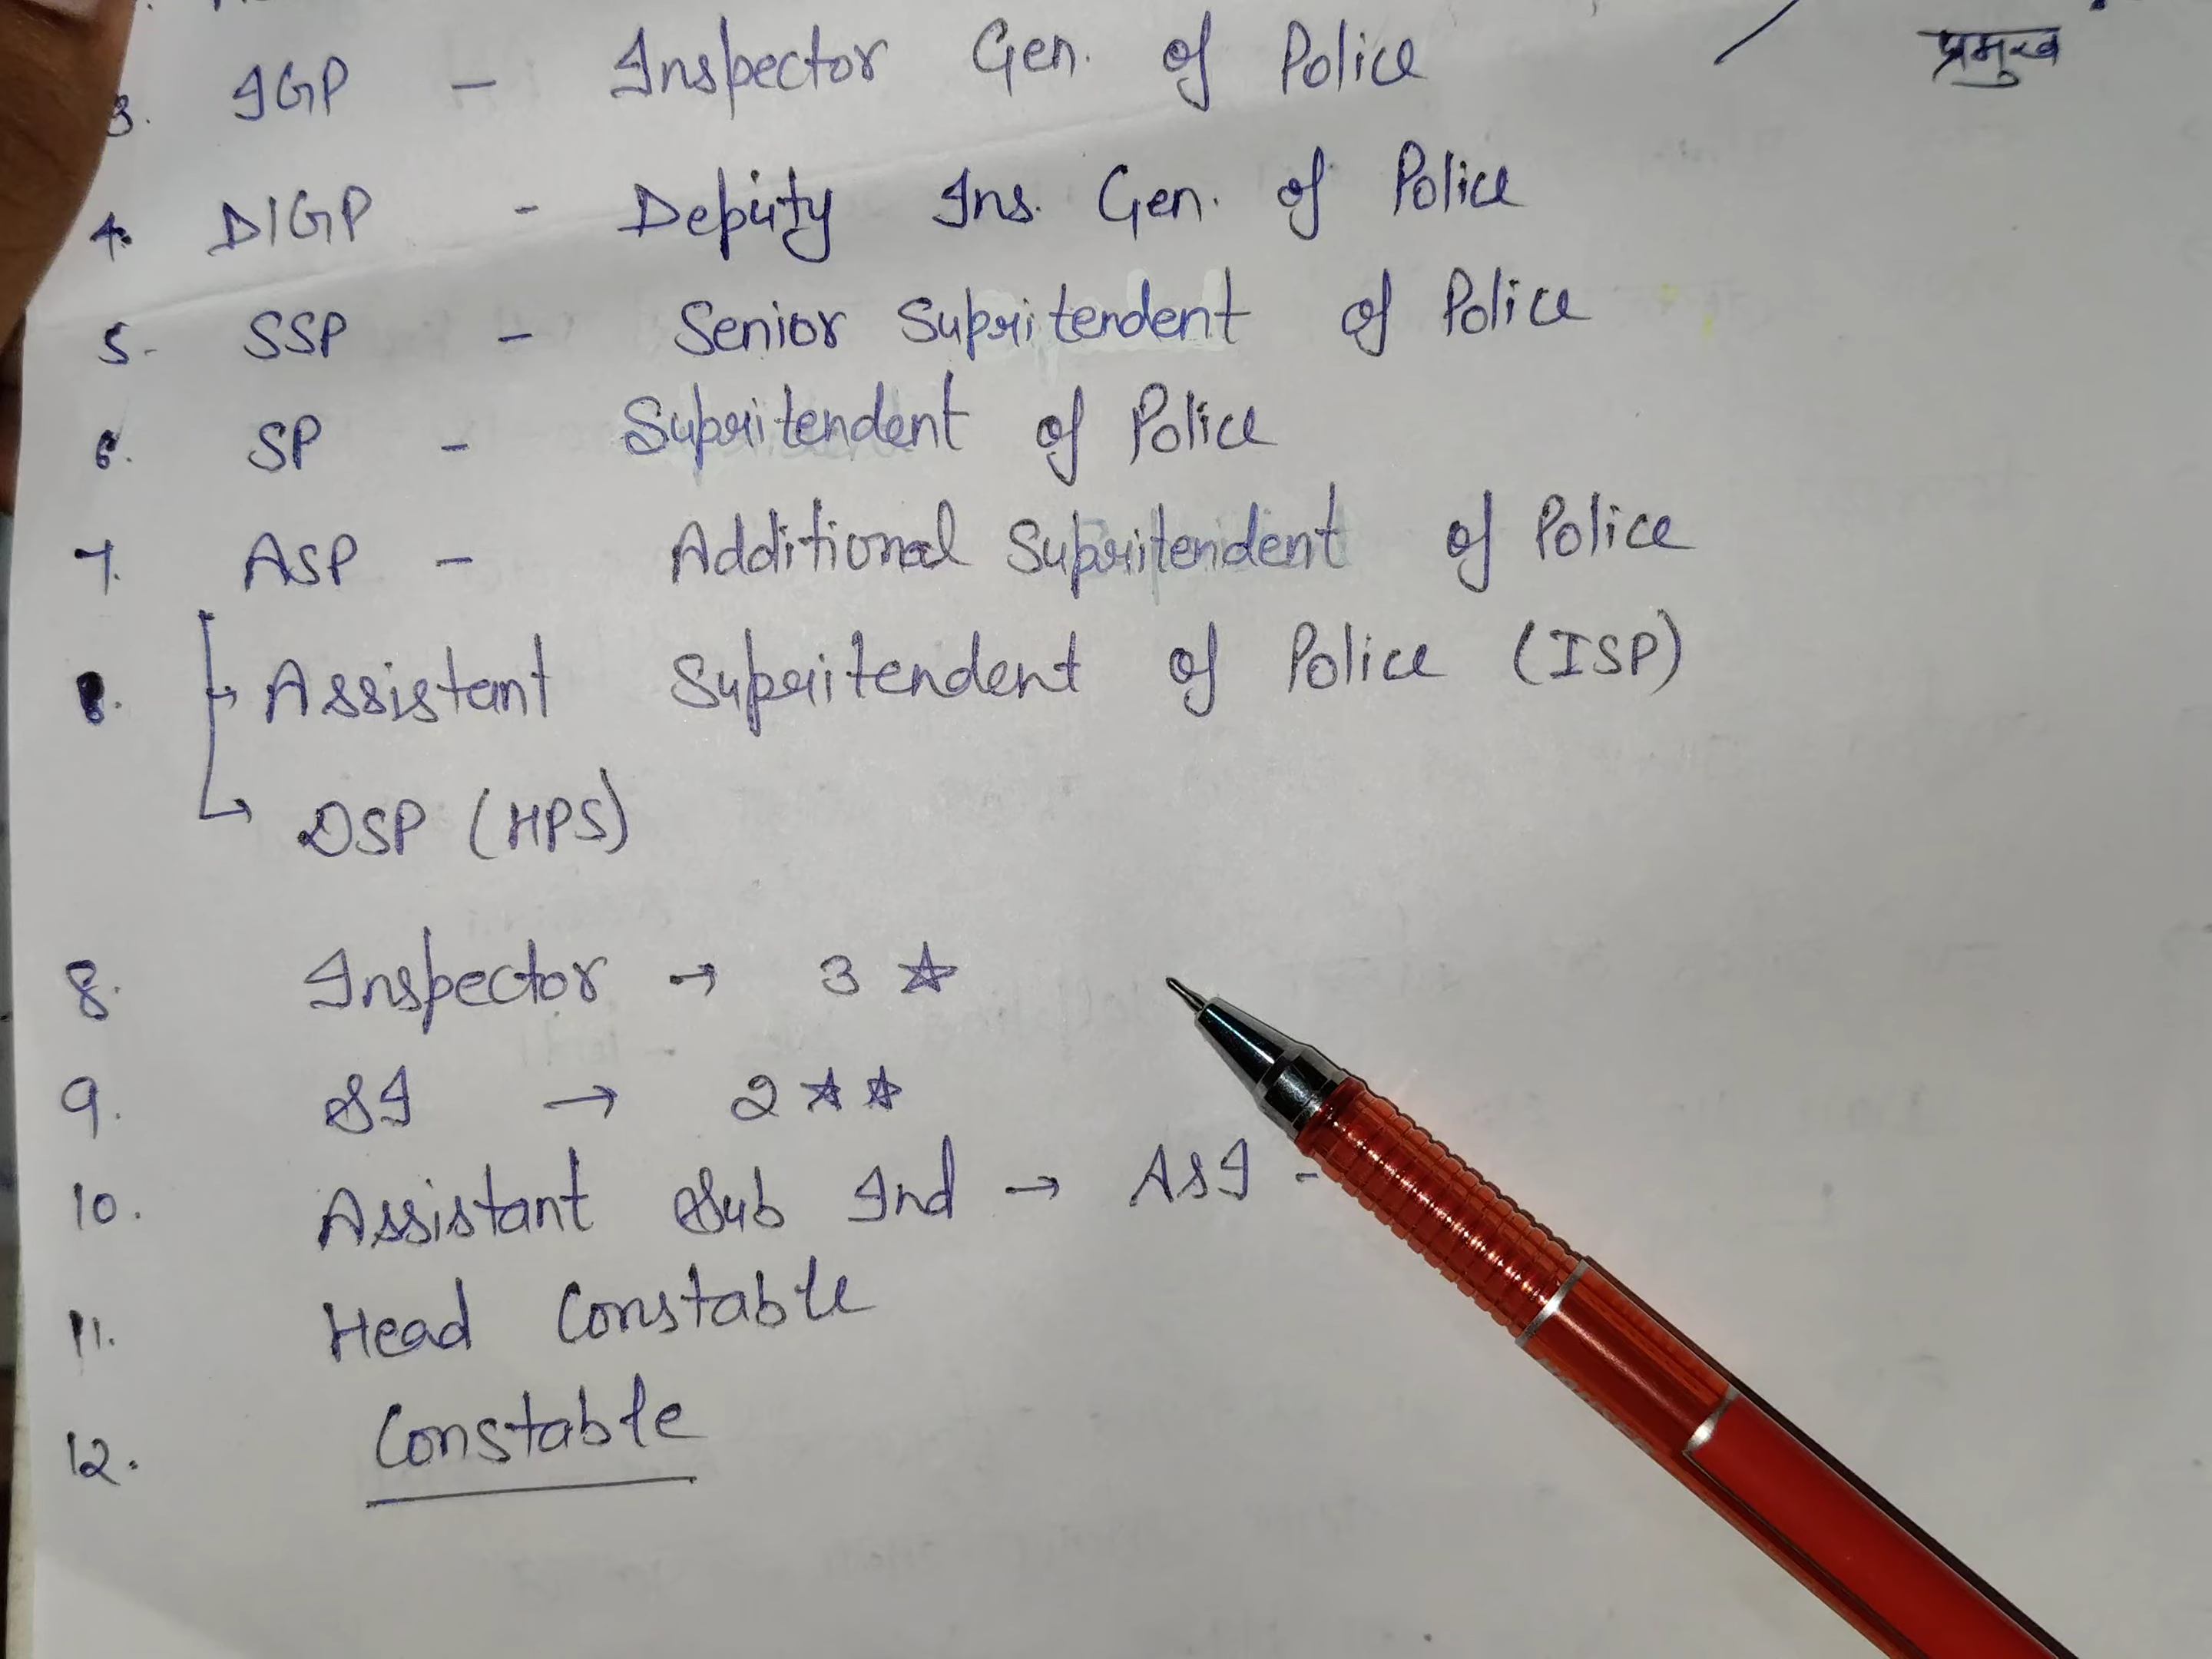 3. IGP - Inspector Gen. of Police
प्रमुख
4. DIGP - Deputy Ins. Gen. of Police
5. SSP - Senior Supritendent of Police
6. SP - Supritendent of Police
7. ASP - Additional Supritendent of Police
→ Assistant Supritendent of Police (ISP)
→ DSP (HPS)
8. Inspector → 3 ☆
9. SI → 2 ☆ ☆
10. Assistant Sub Ind → ASI -
11. Head Constable
12. Constable